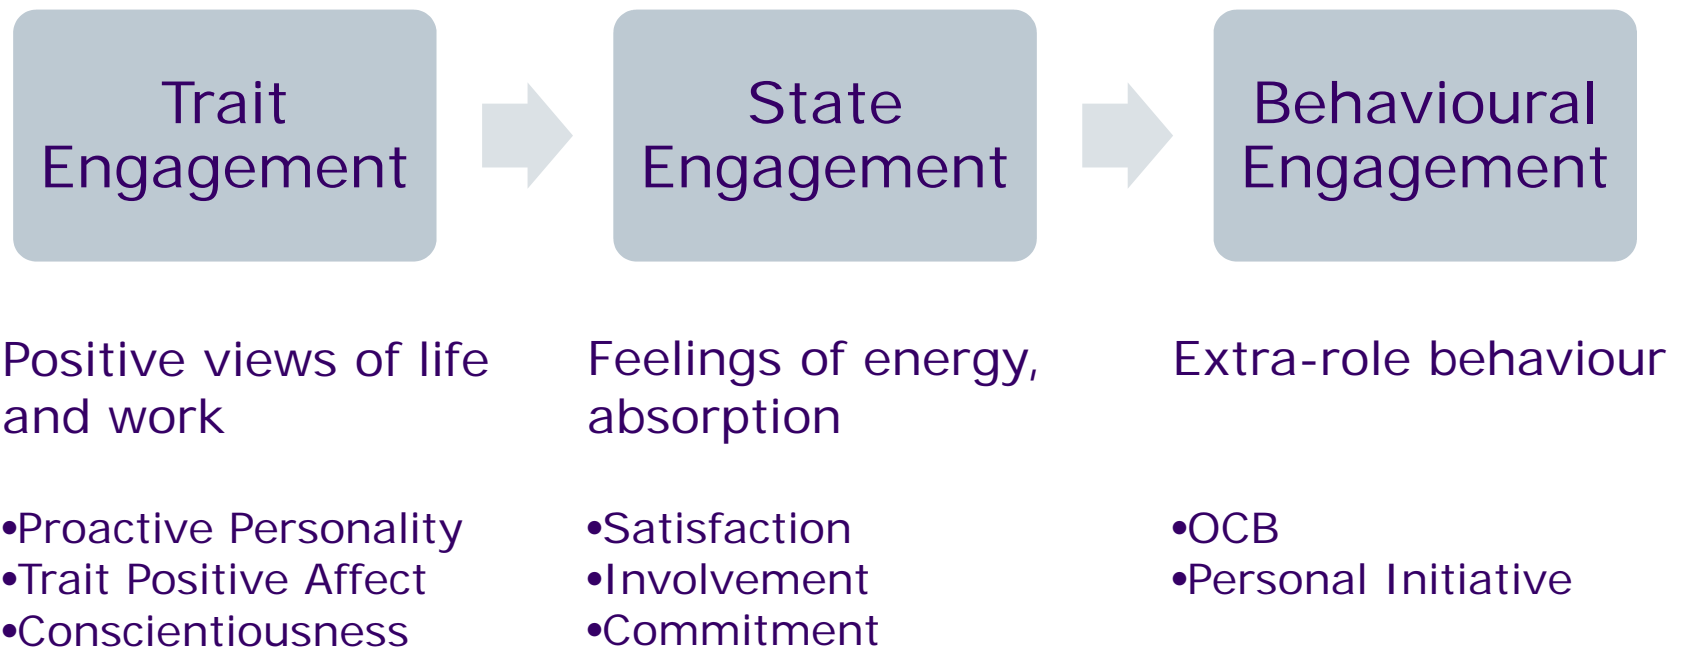 Trait
Engagement
State
Engagement
Behavioural
Engagement
Positive views of life
and work
•Proactive Personality
•Trait Positive Affect
•Conscientiousness
Feelings of energy,
absorption
•Satisfaction
•Involvement
•Commitment
Extra-role behaviour
•OCB
•Personal Initiative